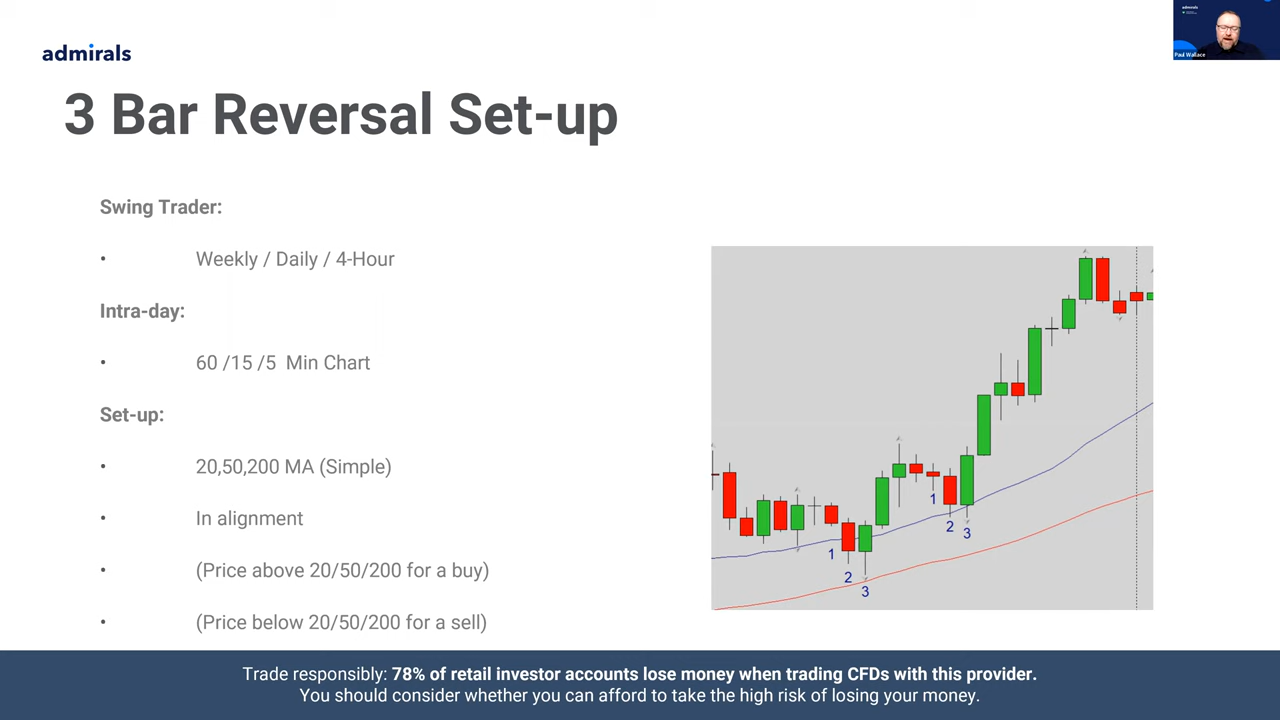 admirals
admirals
Paul Wallace
3 Bar Reversal Set-up
Swing Trader:
• Weekly / Daily / 4-Hour
Intra-day:
• 60 /15 /5 Min Chart
Set-up:
• 20,50,200 MA (Simple)
• In alignment
• (Price above 20/50/200 for a buy)
• (Price below 20/50/200 for a sell)
1
2
3
1
2
3
Trade responsibly: 78% of retail investor accounts lose money when trading CFDs with this provider.
You should consider whether you can afford to take the high risk of losing your money.